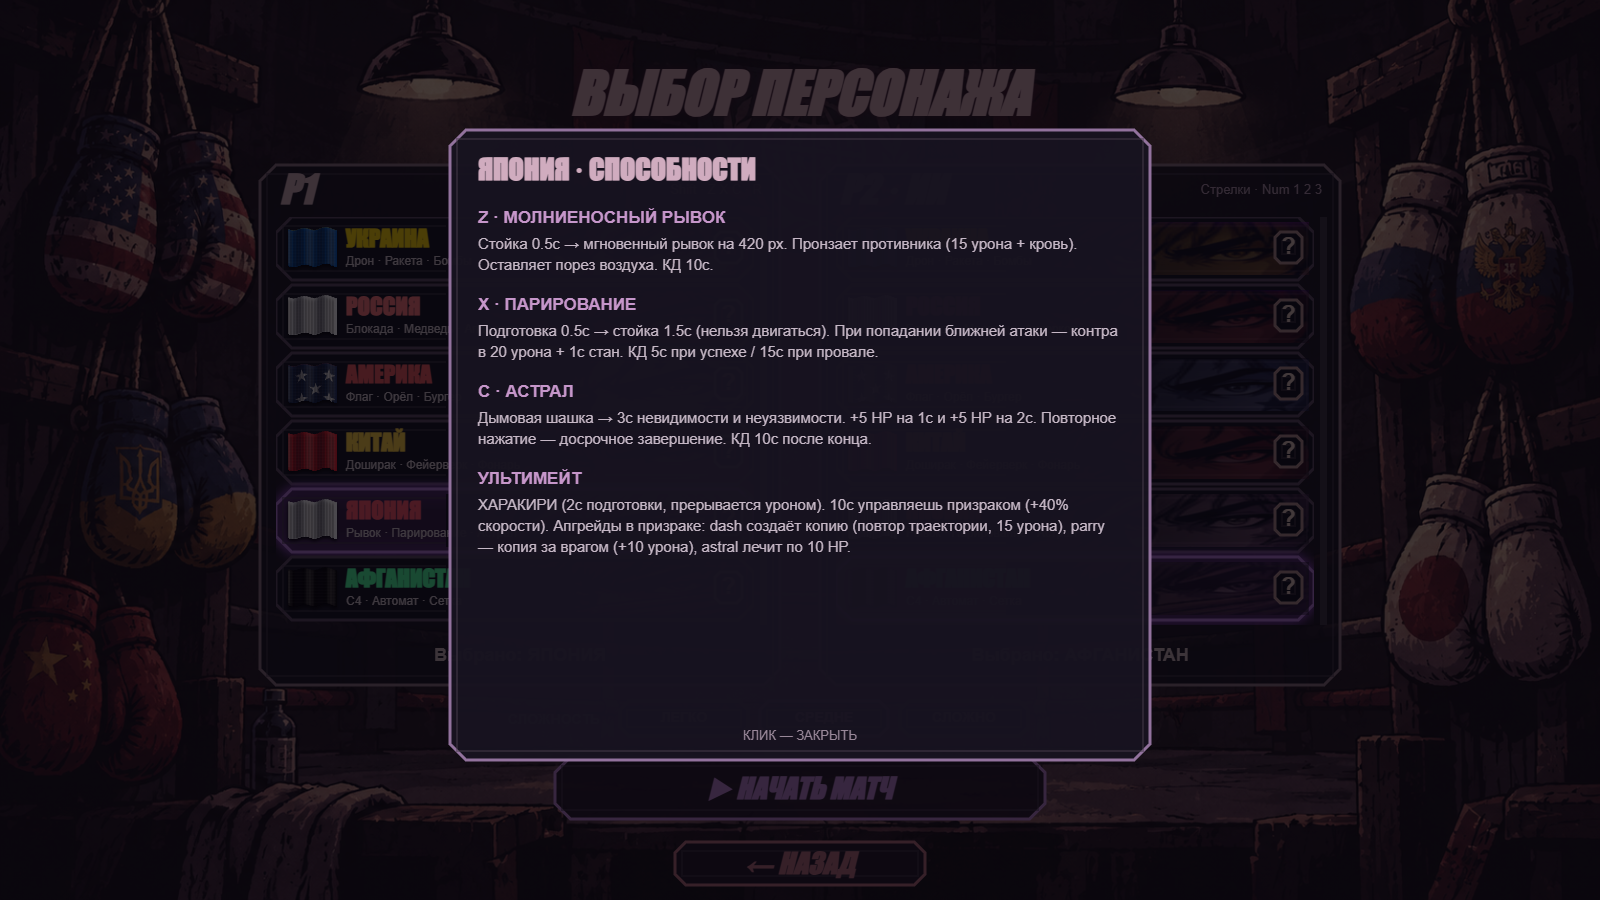 ВЫБОР ПЕРСОНАЖА
P1
Стрелки · Num 1 2 3
УКРАИНА
Дрон · Ракета ·
РОССИЯ
Блокада ·
АМЕРИКА
Флаг · Орёл ·
КИТАЙ
Доширак ·
ЯПОНИЯ
Рывок ·
C4 · Автомат ·
?
?
?
?
?
?
ЯПОНИЯ · СПОСОБНОСТИ
Z · МОЛНИЕНОСНЫЙ РЫВОК
Стойка 0.5с → мгновенный рывок на 420 px. Пронзает противника (15 урона + кровь).
Оставляет порез воздуха. КД 10с.
X · ПАРИРОВАНИЕ
Подготовка 0.5с → стойка 1.5с (нельзя двигаться). При попадании ближней атаки — контра
в 20 урона + 1с стан. КД 5с при успехе / 15с при провале.
C · АСТРАЛ
Дымовая шашка → 3с невидимости и неуязвимости. +5 HP на 1с и +5 HP на 2с. Повторное
нажатие — досрочное завершение. КД 10с после конца.
УЛЬТИМЕЙТ
ХАРАКИРИ (2с подготовки, прерывается уроном). 10с управляешь призраком (+40%
скорости). Апгрейды в призраке: dash создаёт копию (повтор траектории, 15 урона), parry
— копия за врагом (+10 урона), astral лечит по 10 HP.
КЛИК — ЗАКРЫТЬ
▶ НАЧАТЬ МАТЧ
← НАЗАД